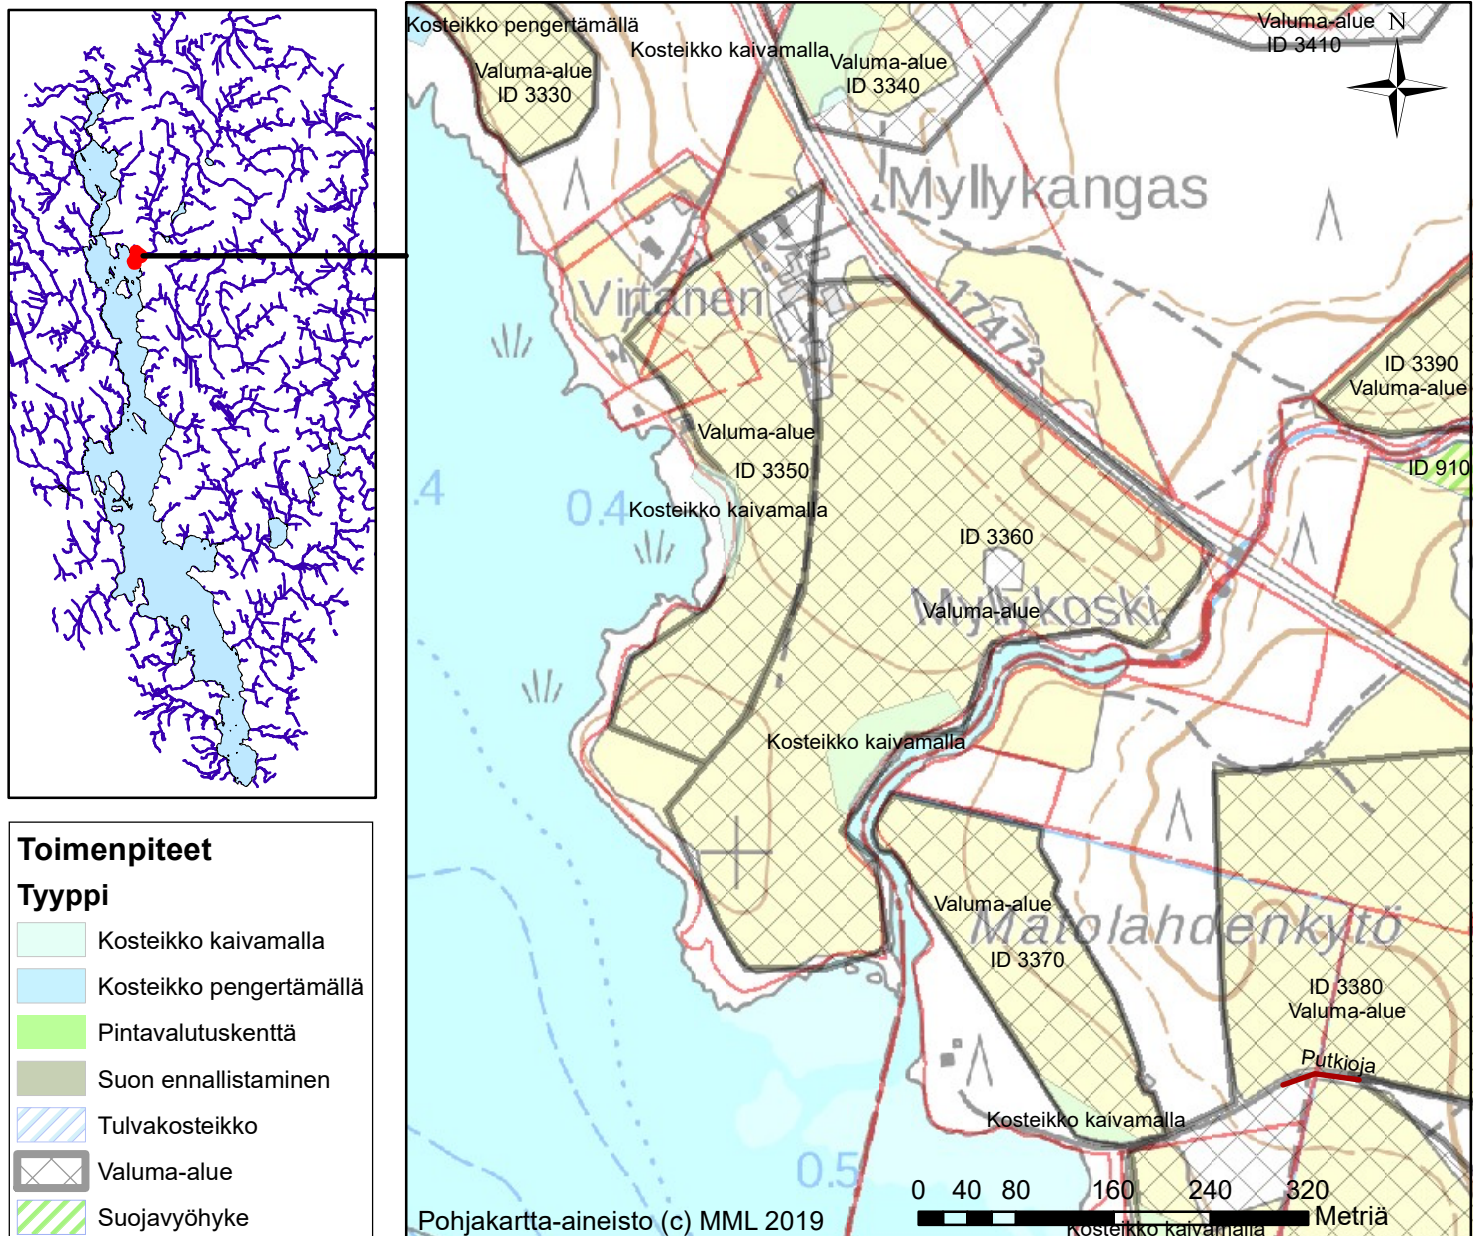 Kosteikko pengertämällä
Valuma-alue
ID 3330
Kosteikko kaivamalla
Valuma-alue
ID 3340
Valuma-alue
ID 3410
N
Myllykangas
Virtanen
17473
ID 3390
Valuma-alue
Valuma-alue
ID 3350
ID 910
.4
0.4
Kosteikko kaivamalla
ID 3360
Myllykoski
Valuma-alue
Kosteikko kaivamalla
Valuma-alue
Matolahdenkytö
ID 3370
ID 3380
Valuma-alue
Putkioja
Kosteikko kaivamalla
0.5
0 40 80 160 240 320
Metriä
Kosteikko kaivamalla
Pohjakartta-aineisto (c) MML 2019
Toimenpiteet
Tyyppi
Kosteikko kaivamalla
Kosteikko pengertämällä
Pintavalutuskenttä
Suon ennallistaminen
Tulvakosteikko
Valuma-alue
Suojavyöhyke